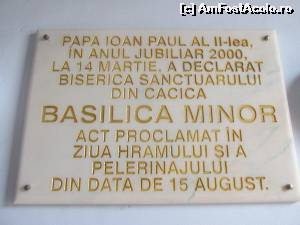 (c) AmFostAcolo.ro
PAPA IOAN PAUL AL II-lea,
ÎN ANUL JUBILIAR 2000,
LA 14 MARTIE, A DECLARAT
BISERICA SANCTUARULUI
DIN CACICA
BASILICA MINOR
ACT PROCLAMAT ÎN
ZIUA HRAMULUI ȘI A
PELERINAJULUI
DIN DATA DE 15 AUGUST.